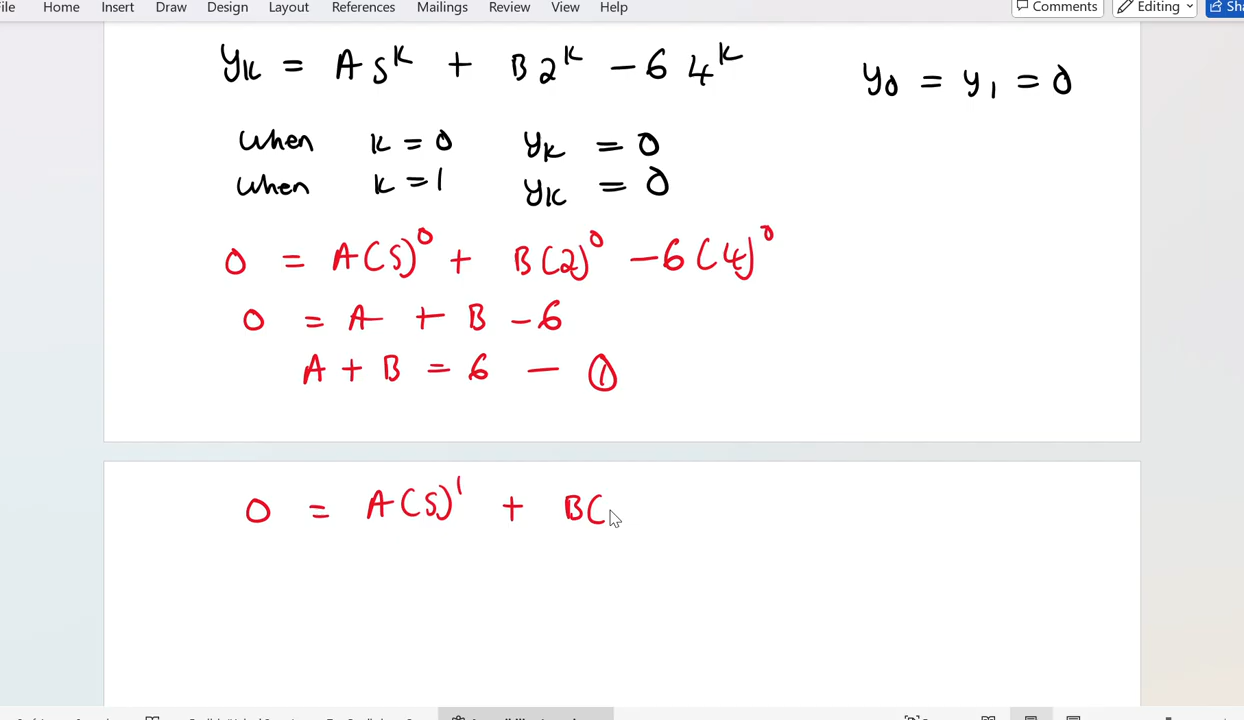 ile Home Insert Draw Design Layout References Mailings Review View Help Comments Editing Sha
yk = A 5^k + B 2^k - 6 4^k
y0 = y1 = 0
when k = 0 yk = 0
when k = 1 yk = 0
0 = A(5)^0 + B(2)^0 - 6(4)^0
0 = A + B - 6
A + B = 6 - ①
0 = A(5)^1 + B(